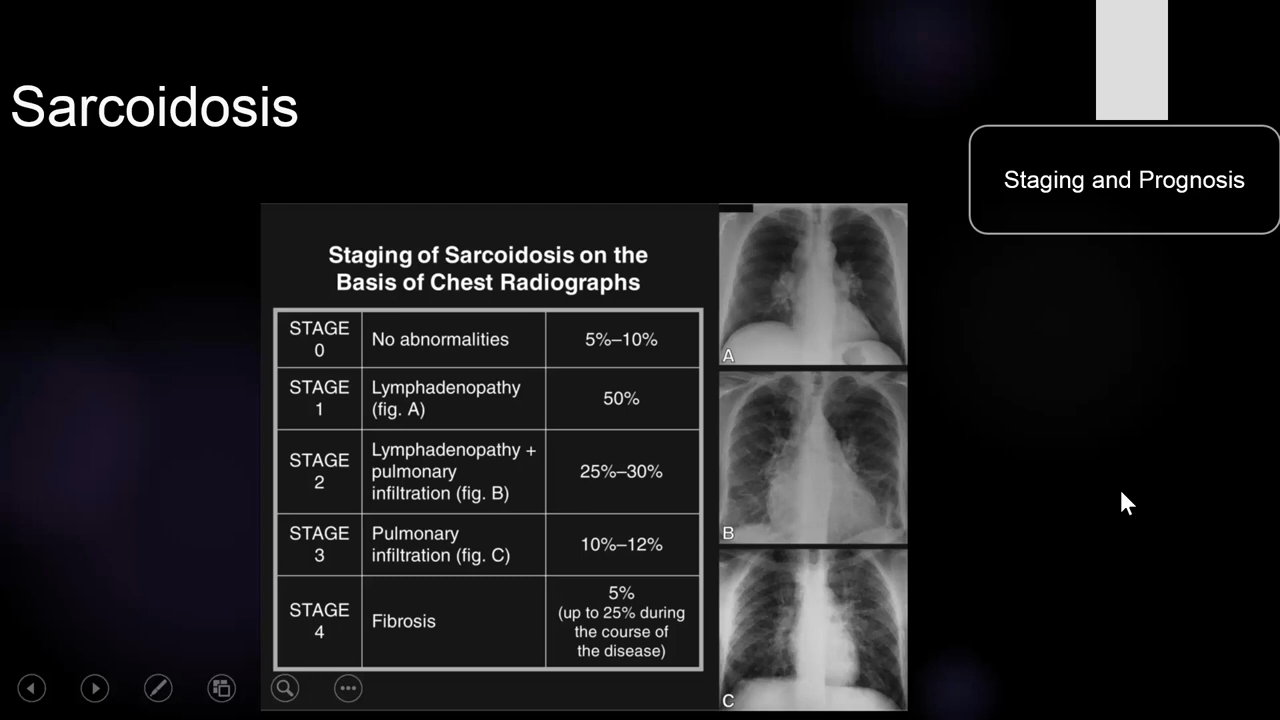 Sarcoidosis
Staging and Prognosis
Staging of Sarcoidosis on the
Basis of Chest Radiographs
STAGE
0
No abnormalities
5%–10%
STAGE
1
Lymphadenopathy
(fig. A)
50%
STAGE
2
Lymphadenopathy +
pulmonary
infiltration (fig. B)
25%–30%
STAGE
3
Pulmonary
infiltration (fig. C)
10%–12%
STAGE
4
Fibrosis
5%
(up to 25% during
the course of
the disease)
A
B
C